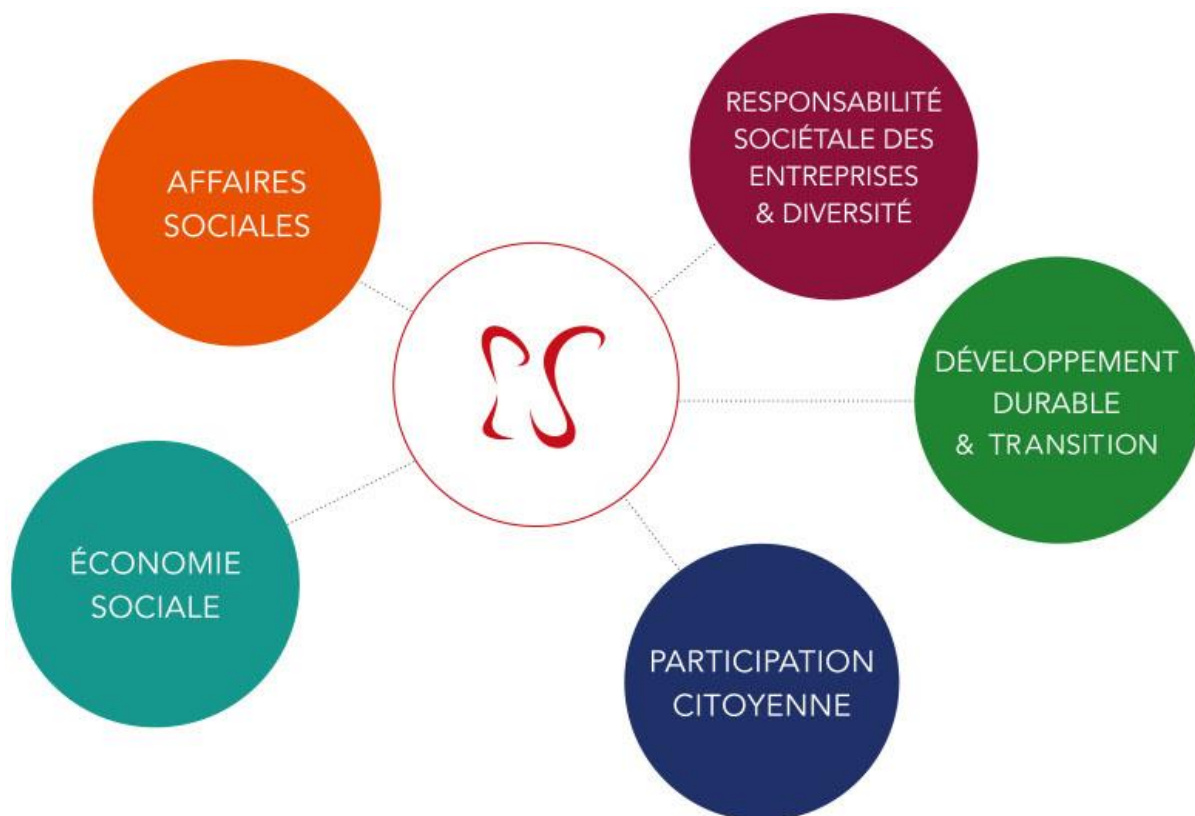 AFFAIRES
SOCIALES
RESPONSABILITÉ
SOCIÉTALE DES
ENTREPRISES
& DIVERSITÉ
DÉVELOPPEMENT
DURABLE
& TRANSITION
ÉCONOMIE
SOCIALE
PARTICIPATION
CITOYENNE